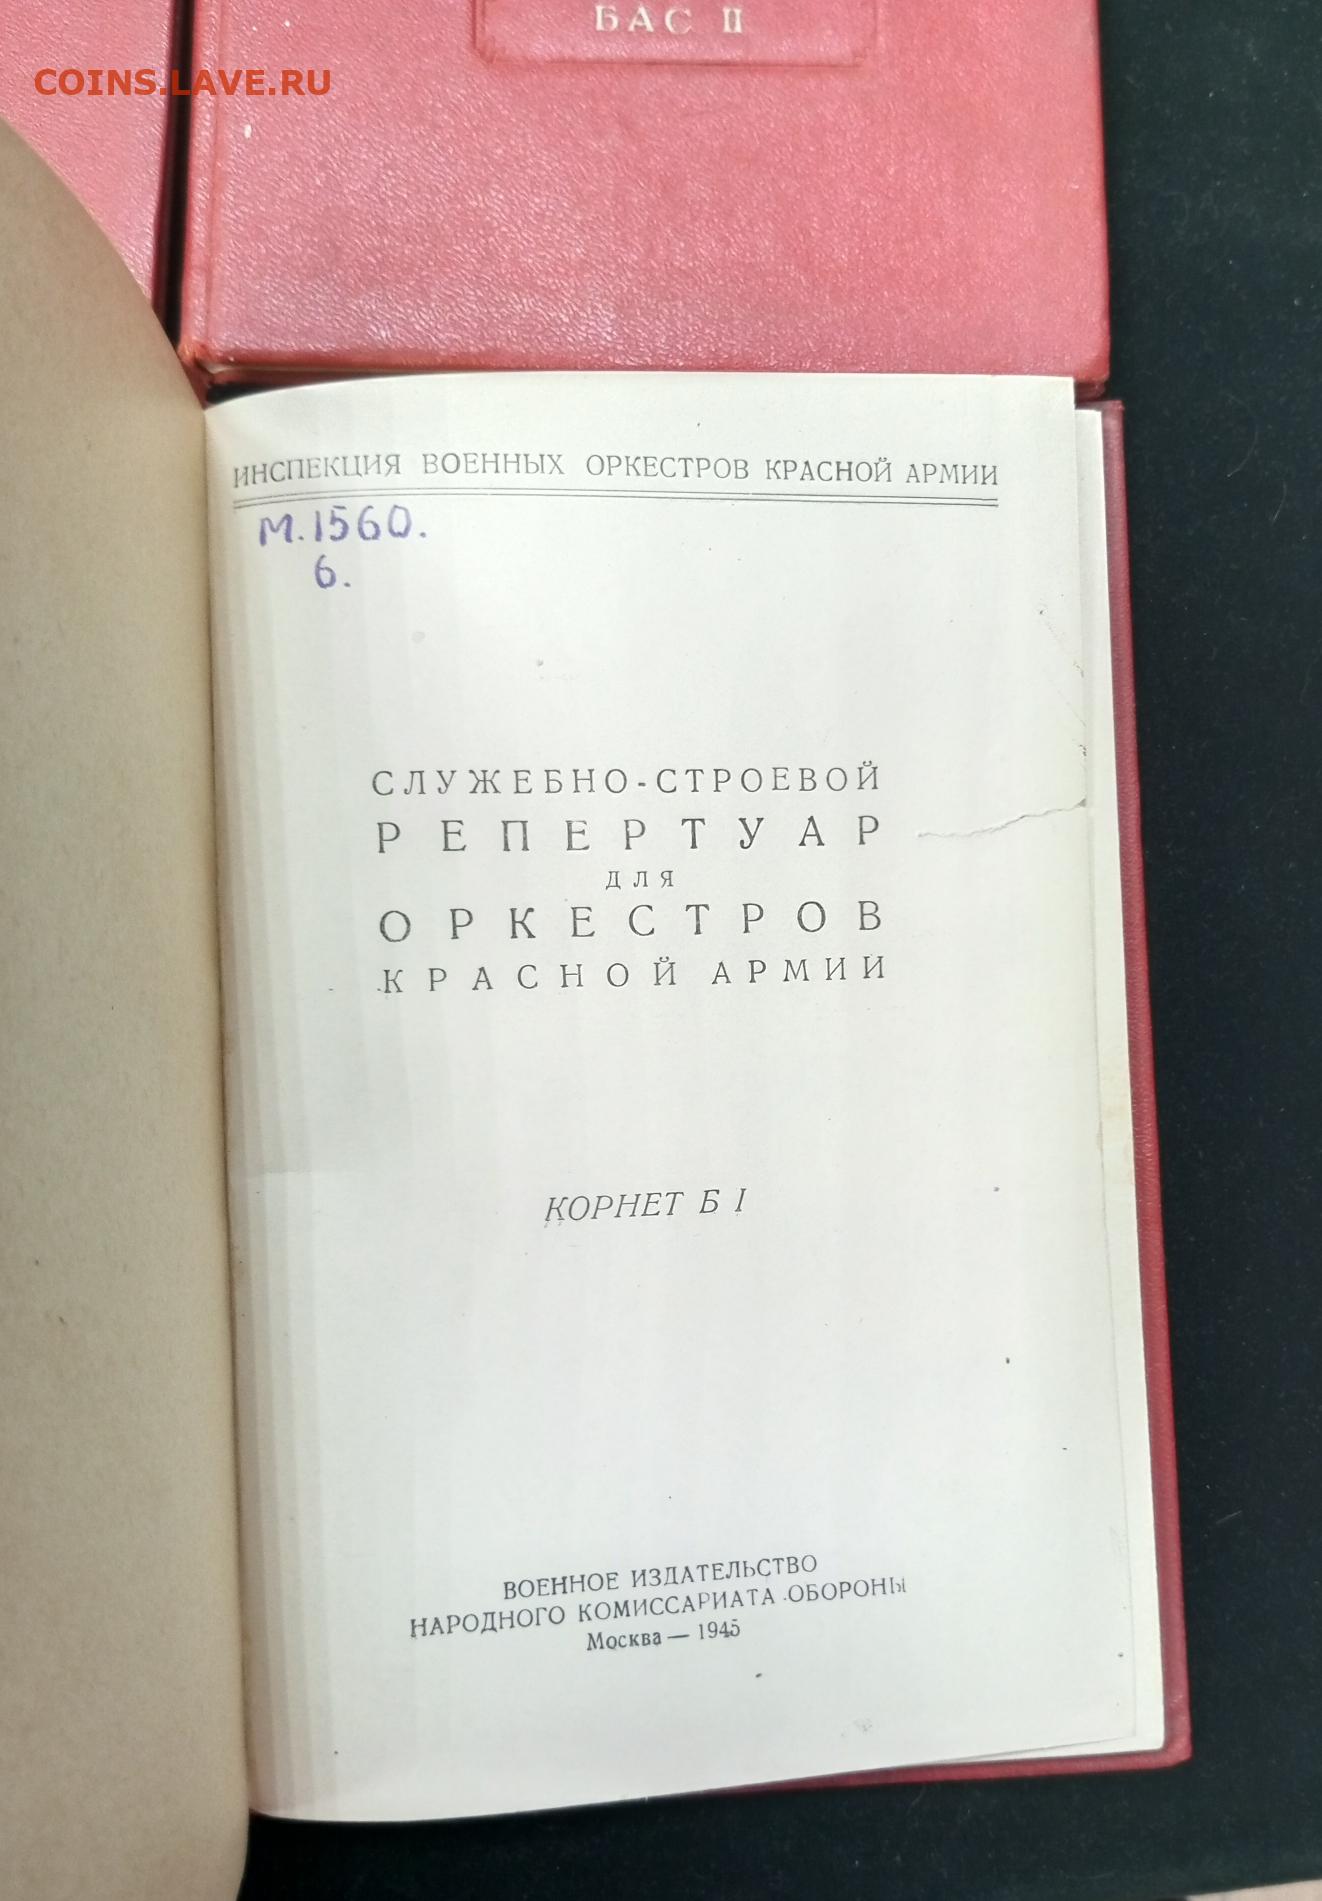 БАС II
COINS.LAVE.RU
ИНСПЕКЦИЯ ВОЕННЫХ ОРКЕСТРОВ КРАСНОЙ АРМИИ
М.1560.
6.
СЛУЖЕБНО-СТРОЕВОЙ
РЕПЕРТУАР
ДЛЯ
ОРКЕСТРОВ
КРАСНОЙ АРМИИ
КОРНЕТ Б I
ВОЕННОЕ ИЗДАТЕЛЬСТВО
НАРОДНОГО КОМИССАРИАТА ОБОРОНЫ
Москва — 1945